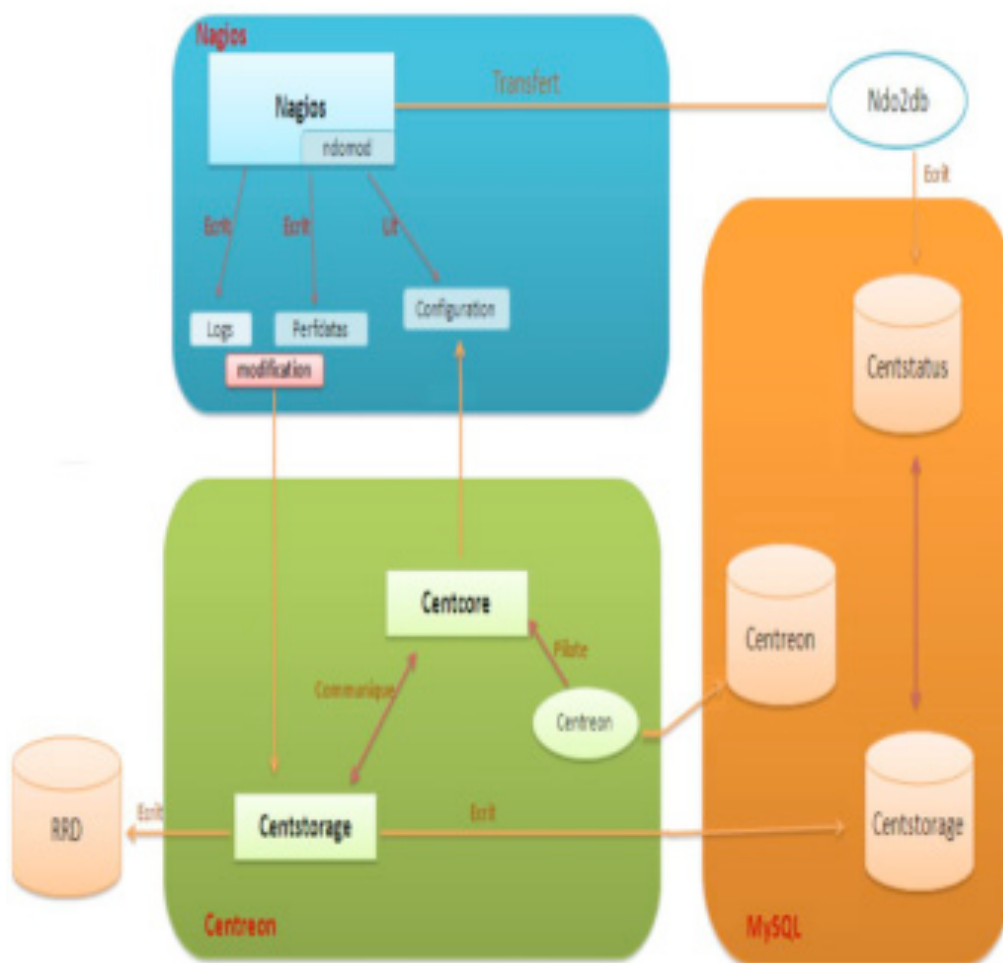 Nagios
Nagios
ndomod
Transfert
Ndo2db
Ecrit
Ecrit
Ecrit
Lit
Logs
Perfdatas
Configuration
modification
Centstatus
Centcore
Pilote
Communique
Centreon
Centreon
RRD
Ecrit
Centstorage
Ecrit
Centstorage
Centreon
MySQL